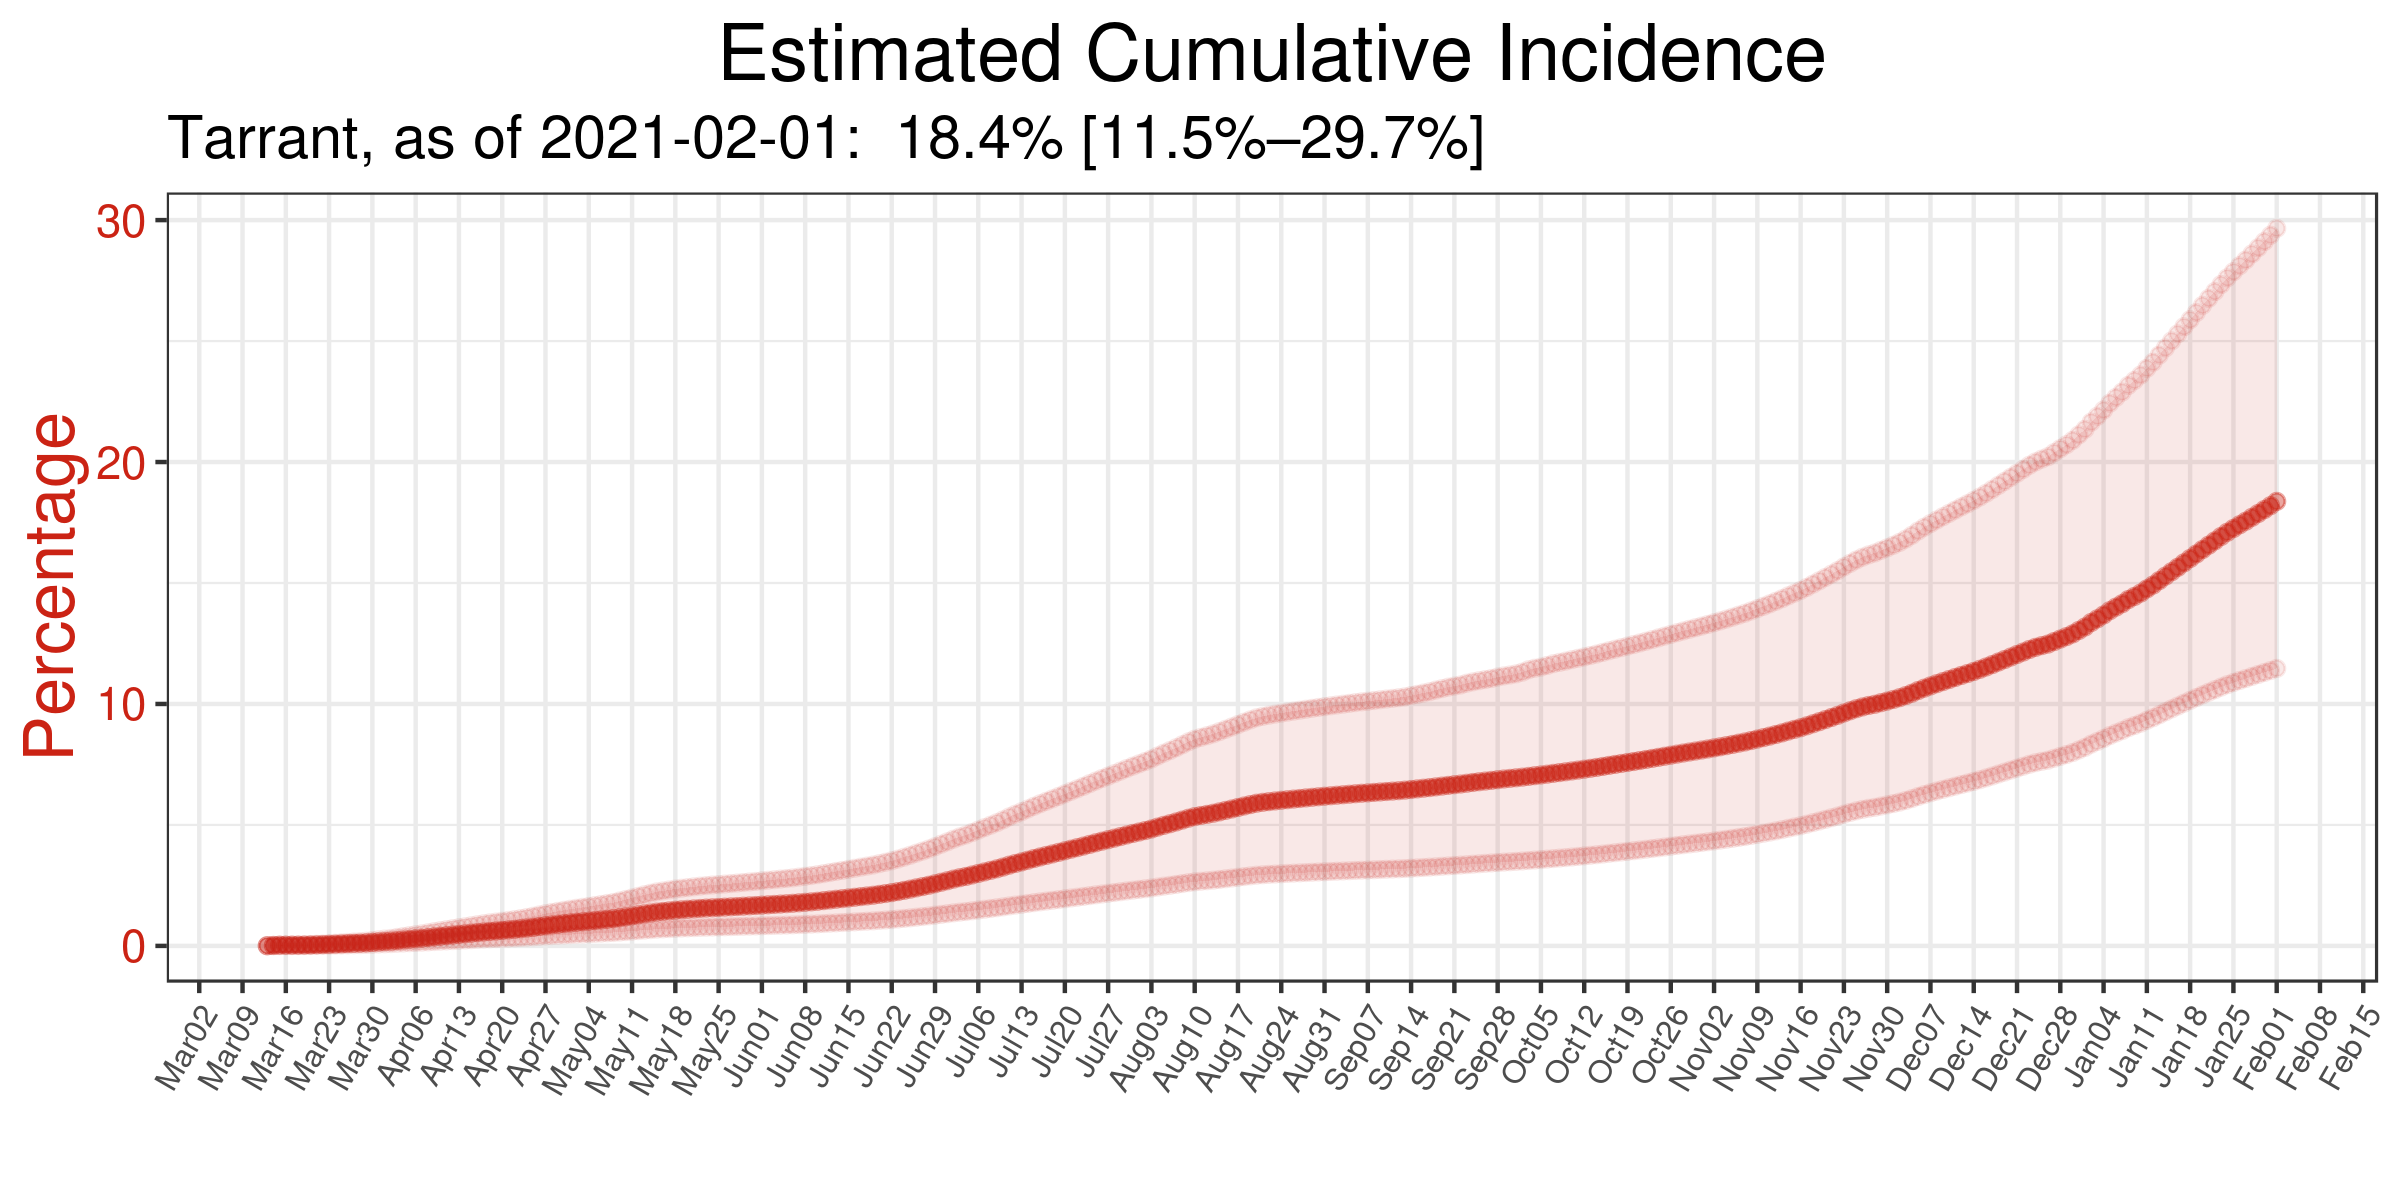 Estimated Cumulative Incidence
Tarrant, as of 2021-02-01:  18.4% [11.5%–29.7%]
Percentage
30
20
10
0
Mar02 Mar09 Mar16 Mar23 Mar30 Apr06 Apr13 Apr20 Apr27 May04 May11 May18 May25 Jun01 Jun08 Jun15 Jun22 Jun29 Jul06 Jul13 Jul20 Jul27 Aug03 Aug10 Aug17 Aug24 Aug31 Sep07 Sep14 Sep21 Sep28 Oct05 Oct12 Oct19 Oct26 Nov02 Nov09 Nov16 Nov23 Nov30 Dec07 Dec14 Dec21 Dec28 Jan04 Jan11 Jan18 Jan25 Feb01 Feb08 Feb15